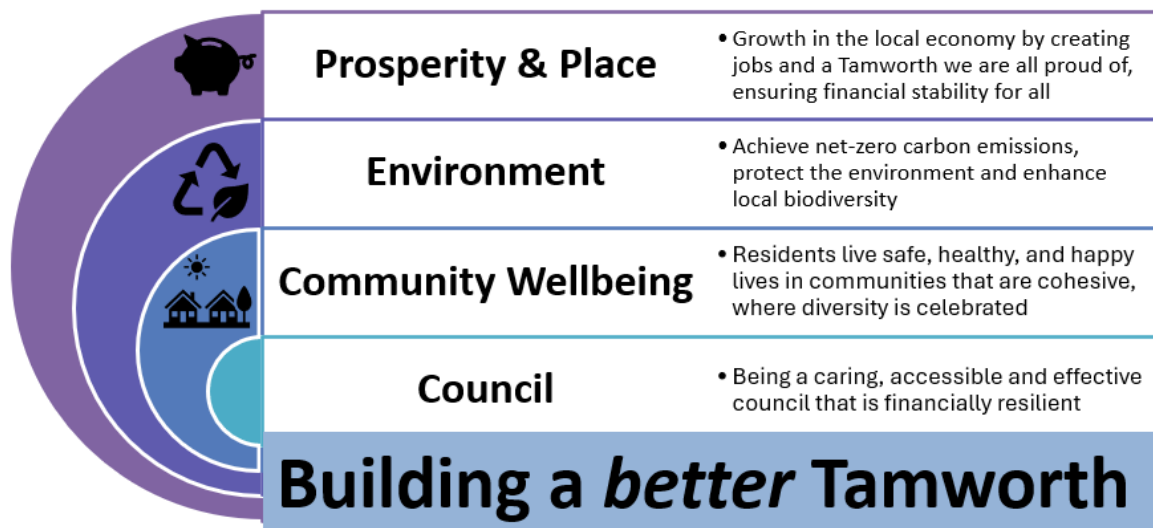 Prosperity & Place
• Growth in the local economy by creating
jobs and a Tamworth we are all proud of,
ensuring financial stability for all
Environment
• Achieve net-zero carbon emissions,
protect the environment and enhance
local biodiversity
Community Wellbeing
• Residents live safe, healthy, and happy
lives in communities that are cohesive,
where diversity is celebrated
Council
• Being a caring, accessible and effective
council that is financially resilient
Building a better Tamworth